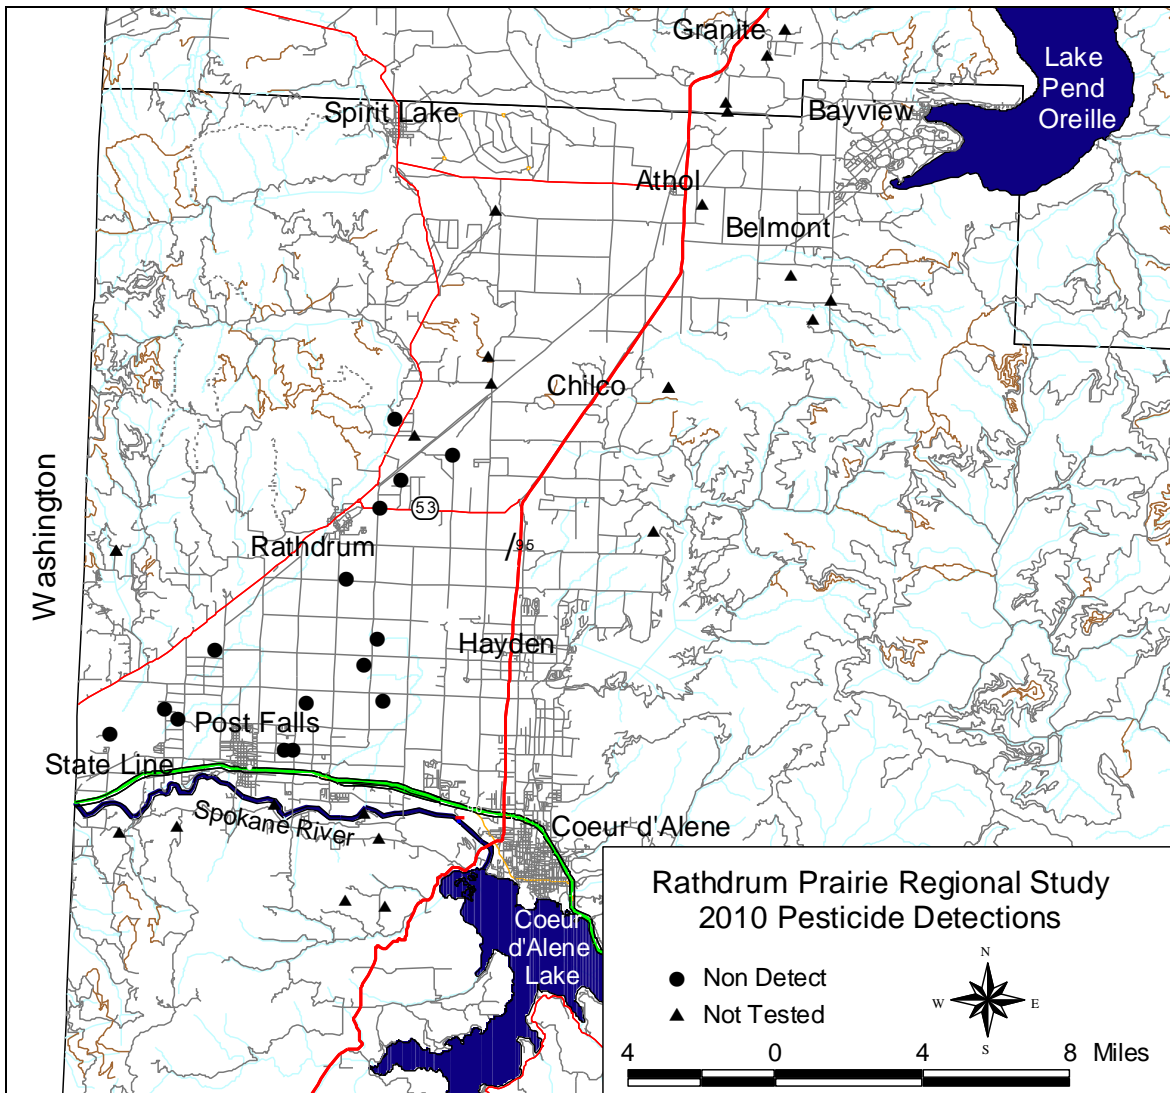 Granite
Lake
Pend
Oreille
Spirit Lake
Bayview
Athol
Belmont
Chilco
Washington
53
Rathdrum
95
Hayden
Post Falls
State Line
Spokane River
Coeur d'Alene
Coeur
d'Alene
Lake
Rathdrum Prairie Regional Study
2010 Pesticide Detections
Non Detect
Not Tested
N
W
E
S
4
0
4
8
Miles